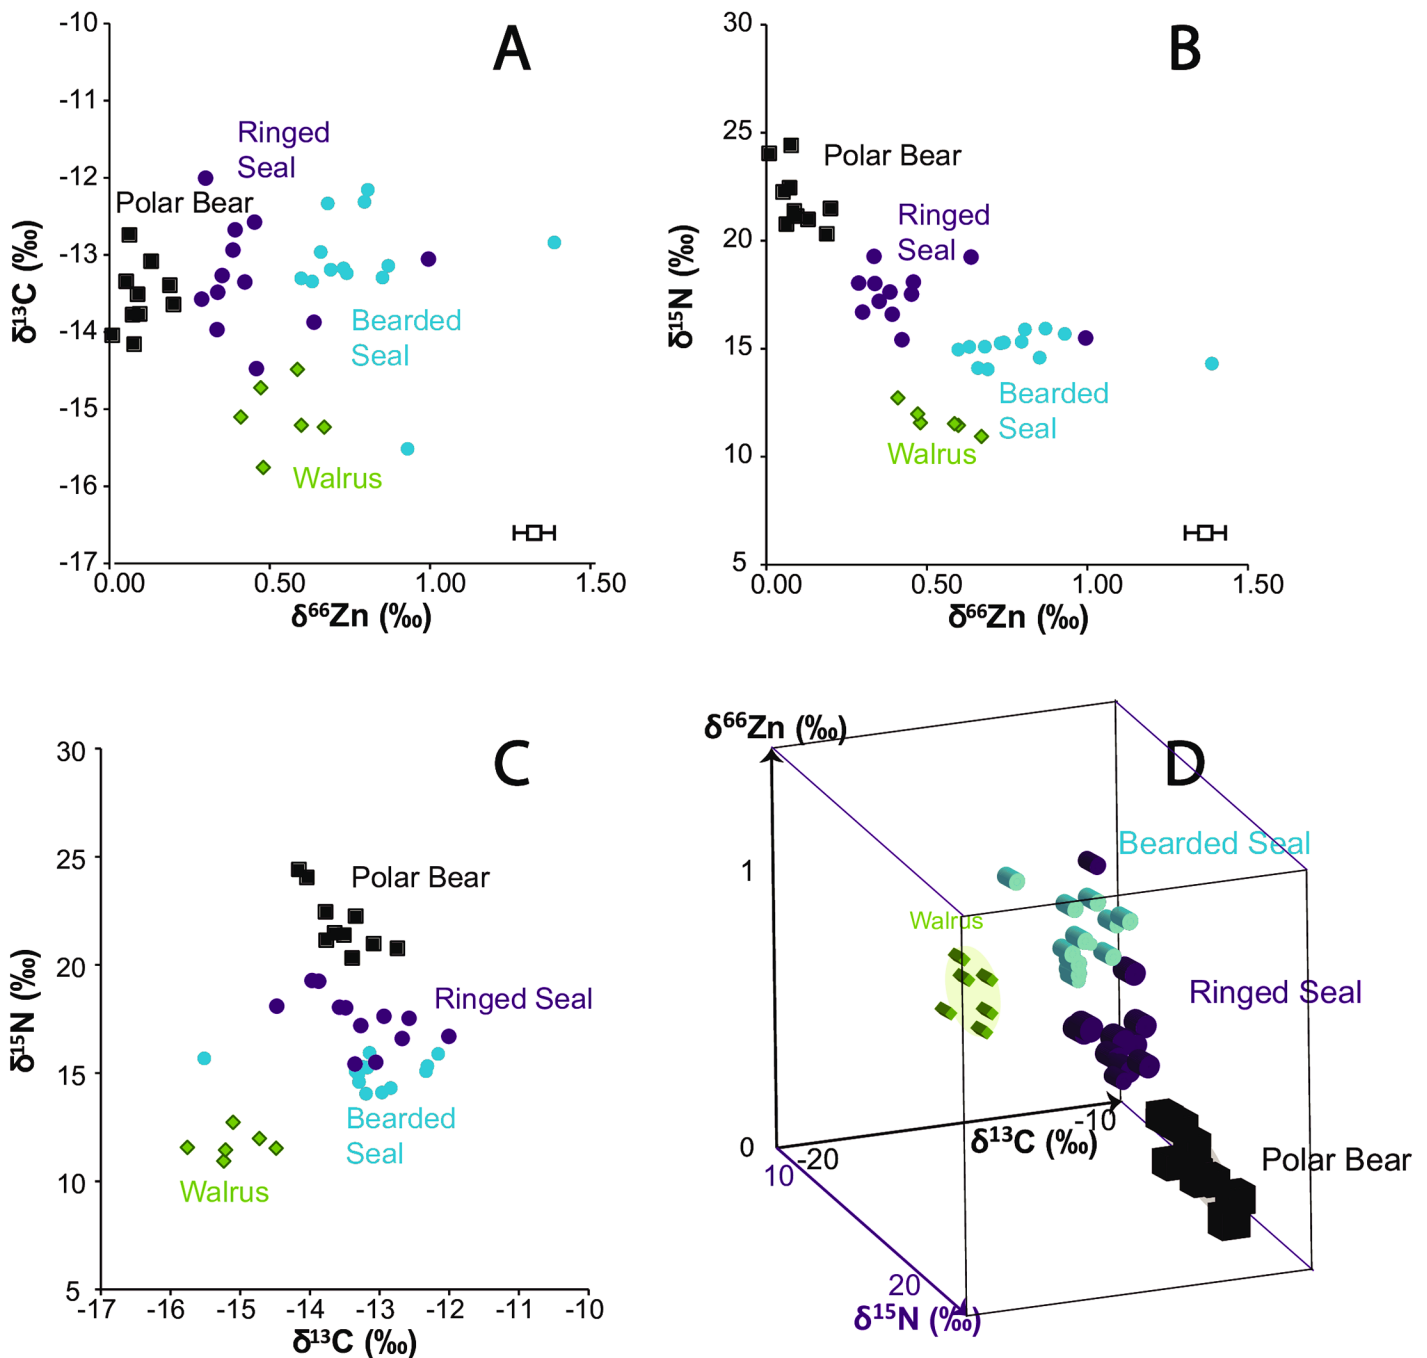 A
-10
-11
-12
-13
-14
-15
-16
-17
δ¹³C (‰)
Ringed
Seal
Polar Bear
Bearded
Seal
Walrus
0.00
0.50
1.00
1.50
δ⁶⁶Zn (‰)
B
30
25
20
15
10
5
δ¹⁵N (‰)
Polar Bear
Ringed
Seal
Bearded
Seal
Walrus
0.00
0.50
1.00
1.50
δ⁶⁶Zn (‰)
C
30
25
20
15
10
5
δ¹⁵N (‰)
Polar Bear
Ringed Seal
Bearded
Seal
Walrus
-17
-16
-15
-14
-13
-12
-11
-10
δ¹³C (‰)
D
δ⁶⁶Zn (‰)
1
0
Bearded Seal
Walrus
Ringed Seal
Polar Bear
-10
δ¹³C (‰)
-20
10
20
δ¹⁵N (‰)